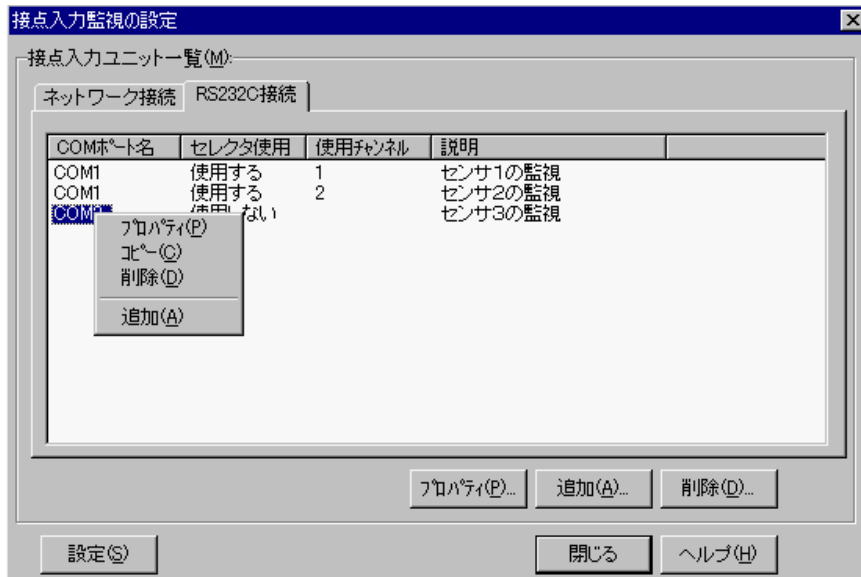 接点入力監視の設定
接点入力ユニット一覧(M):
ネットワーク接続 RS232C接続
COMﾎﾟｰﾄ名 セレクタ使用 使用ﾁｬﾝﾈﾙ 説明
COM1 使用する 1 センサ1の監視
COM1 使用する 2 センサ2の監視
使用しない センサ3の監視
ﾌﾟﾛﾊﾟﾃｨ(P)
ｺﾋﾟｰ(C)
削除(D)
追加(A)
ﾌﾟﾛﾊﾟﾃｨ(P)... 追加(A)... 削除(D)...
設定(S) 閉じる ヘルプ(H)